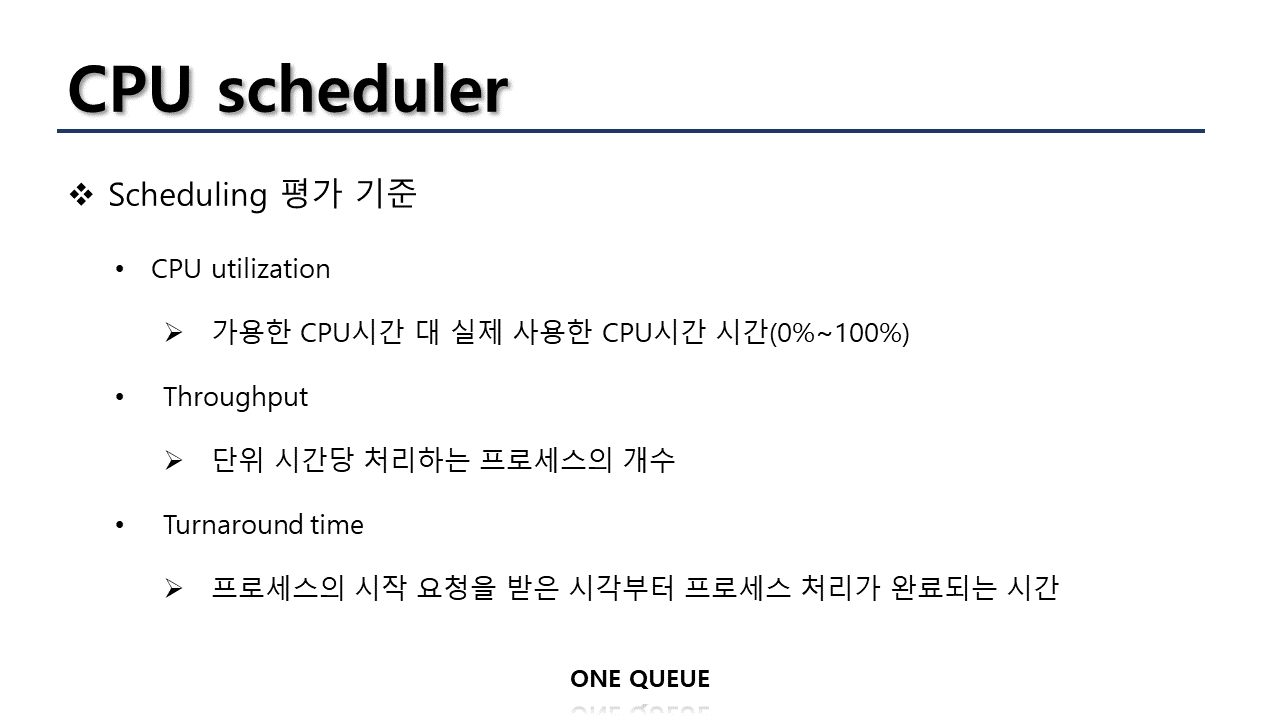 CPU scheduler
❖ Scheduling 평가 기준
• CPU utilization
➢ 가용한 CPU시간 대 실제 사용한 CPU시간 시간(0%~100%)
• Throughput
➢ 단위 시간당 처리하는 프로세스의 개수
• Turnaround time
➢ 프로세스의 시작 요청을 받은 시각부터 프로세스 처리가 완료되는 시간
ONE QUEUE